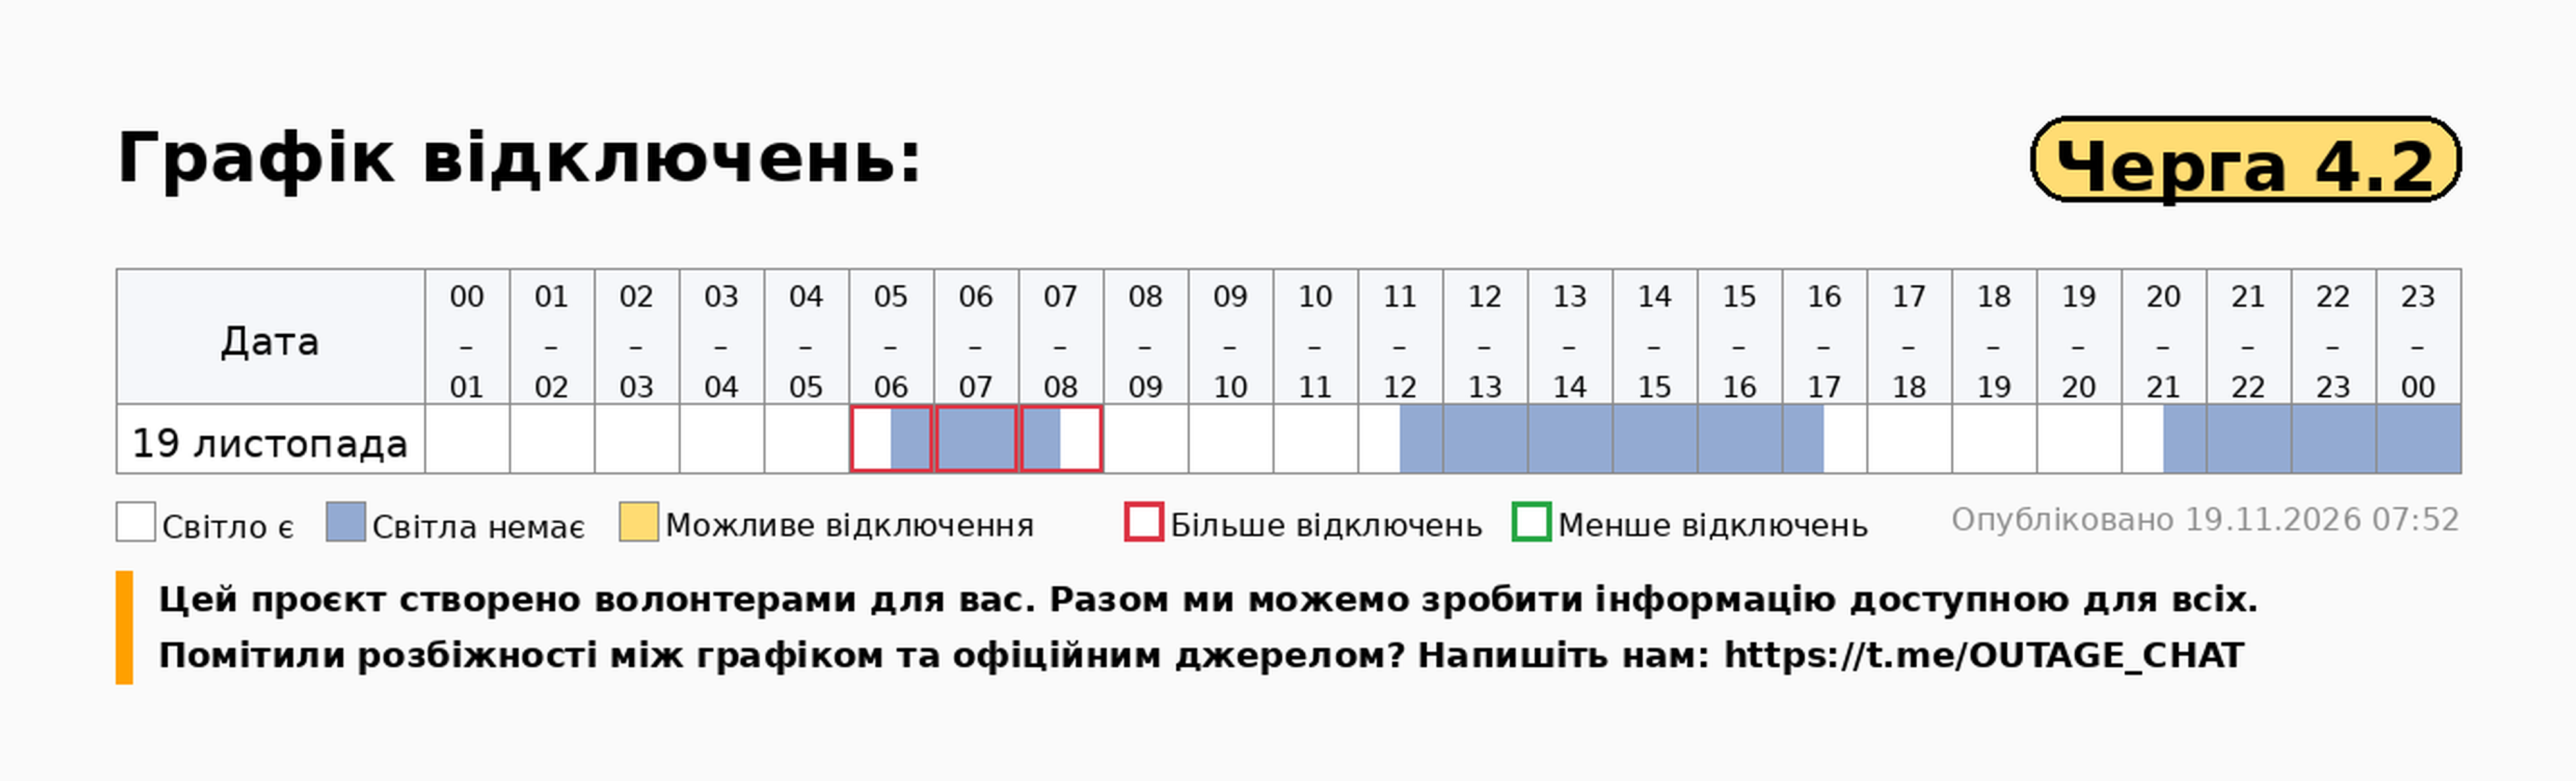 Графік відключень:
Черга 4.2
Дата 00 – 01 01 – 02 02 – 03 03 – 04 04 – 05 05 – 06 06 – 07 07 – 08 08 – 09 09 – 10 10 – 11 11 – 12 12 – 13 13 – 14 14 – 15 15 – 16 16 – 17 17 – 18 18 – 19 19 – 20 20 – 21 21 – 22 22 – 23 23 – 00
19 листопада
Світло є Світла немає Можливе відключення Більше відключень Менше відключень Опубліковано 19.11.2026 07:52
Цей проєкт створено волонтерами для вас. Разом ми можемо зробити інформацію доступною для всіх.
Помітили розбіжності між графіком та офіційним джерелом? Напишіть нам: https://t.me/OUTAGE_CHAT